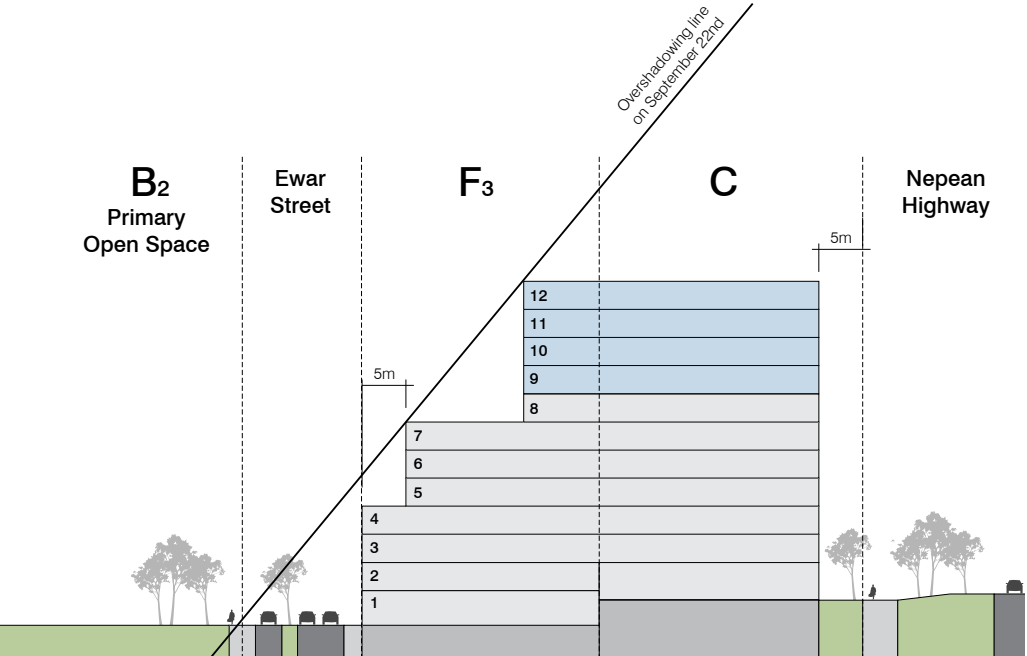 Overshadowing line
on September 22nd
B2
Primary
Open Space
Ewar
Street
F3
C
Nepean
Highway
5m
12
11
10
9
8
5m
7
6
5
4
3
2
1